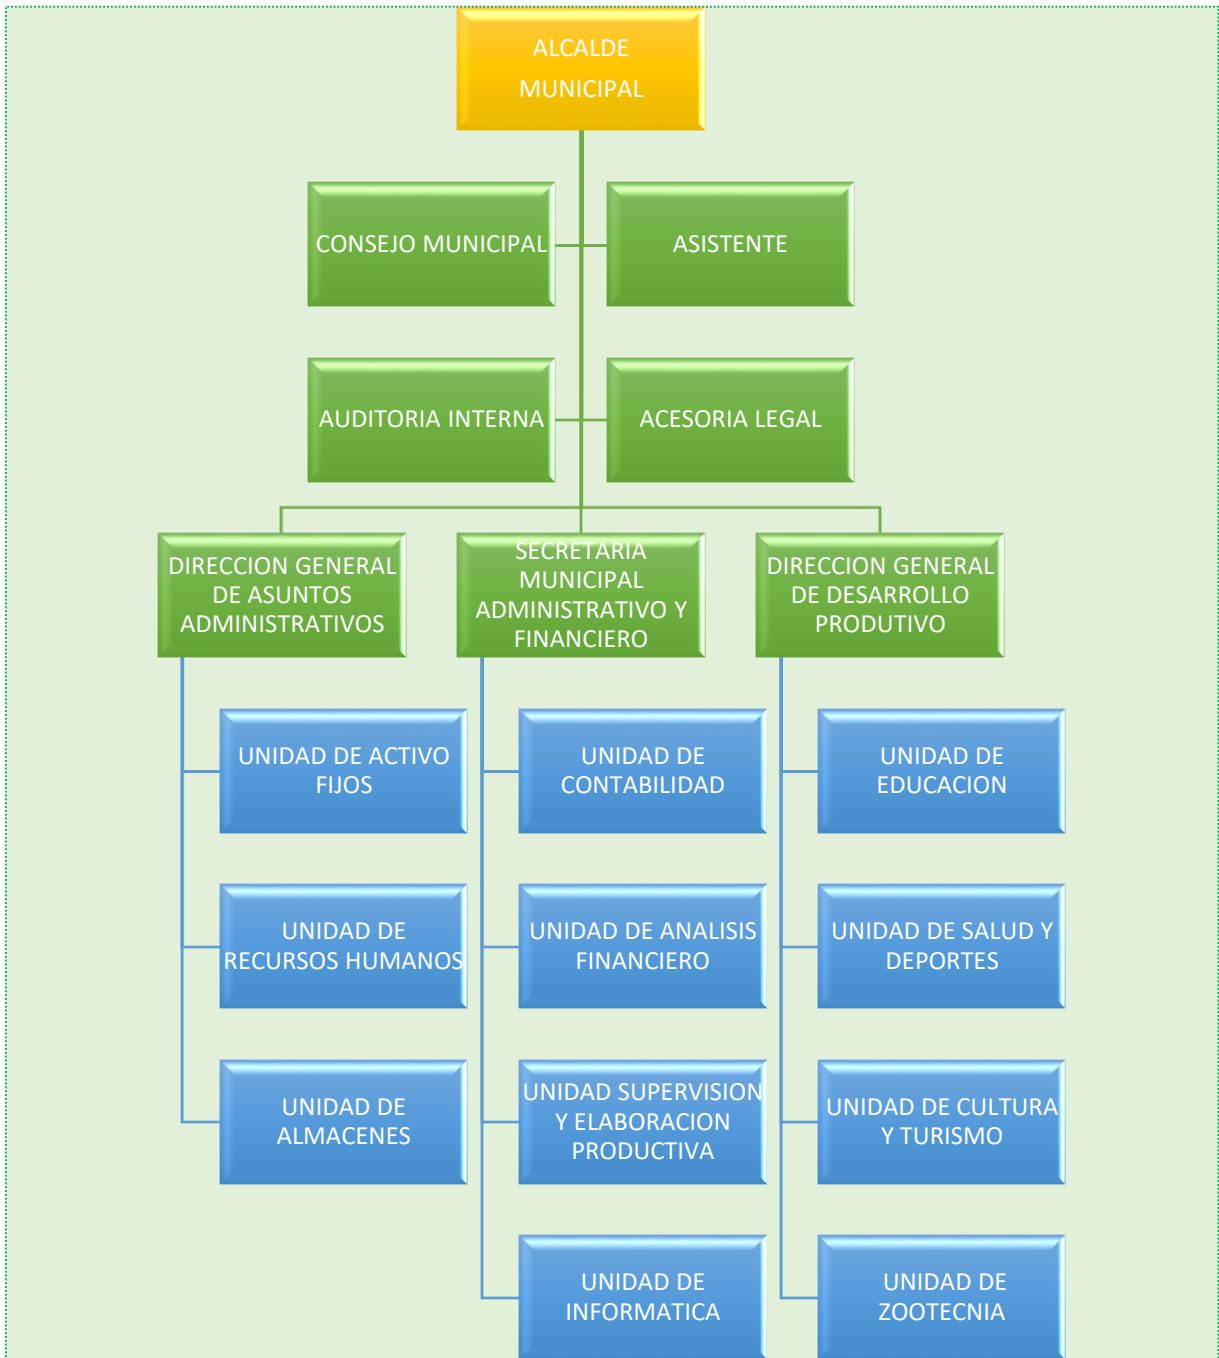 ALCALDE
MUNICIPAL
CONSEJO MUNICIPAL
ASISTENTE
AUDITORIA INTERNA
ACESORIA LEGAL
DIRECCION GENERAL
DE ASUNTOS
ADMINISTRATIVOS
SECRETARIA
MUNICIPAL
ADMINISTRATIVO Y
FINANCIERO
DIRECCION GENERAL
DE DESARROLLO
PRODUTIVO
UNIDAD DE ACTIVO
FIJOS
UNIDAD DE
CONTABILIDAD
UNIDAD DE
EDUCACION
UNIDAD DE
RECURSOS HUMANOS
UNIDAD DE ANALISIS
FINANCIERO
UNIDAD DE SALUD Y
DEPORTES
UNIDAD DE
ALMACENES
UNIDAD SUPERVISION
Y ELABORACION
PRODUCTIVA
UNIDAD DE CULTURA
Y TURISMO
UNIDAD DE
INFORMATICA
UNIDAD DE
ZOOTECNIA